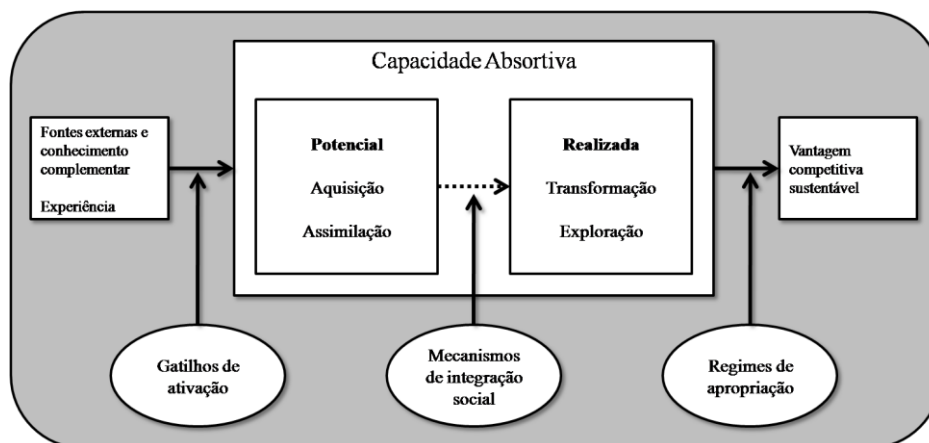 Capacidade Absortiva
Fontes externas e
conhecimento
complementar
Experiência
Potencial
Aquisição
Assimilação
Realizada
Transformação
Exploração
Vantagem
competitiva
sustentável
Gatilhos de
ativação
Mecanismos
de integração
social
Regimes de
apropriação